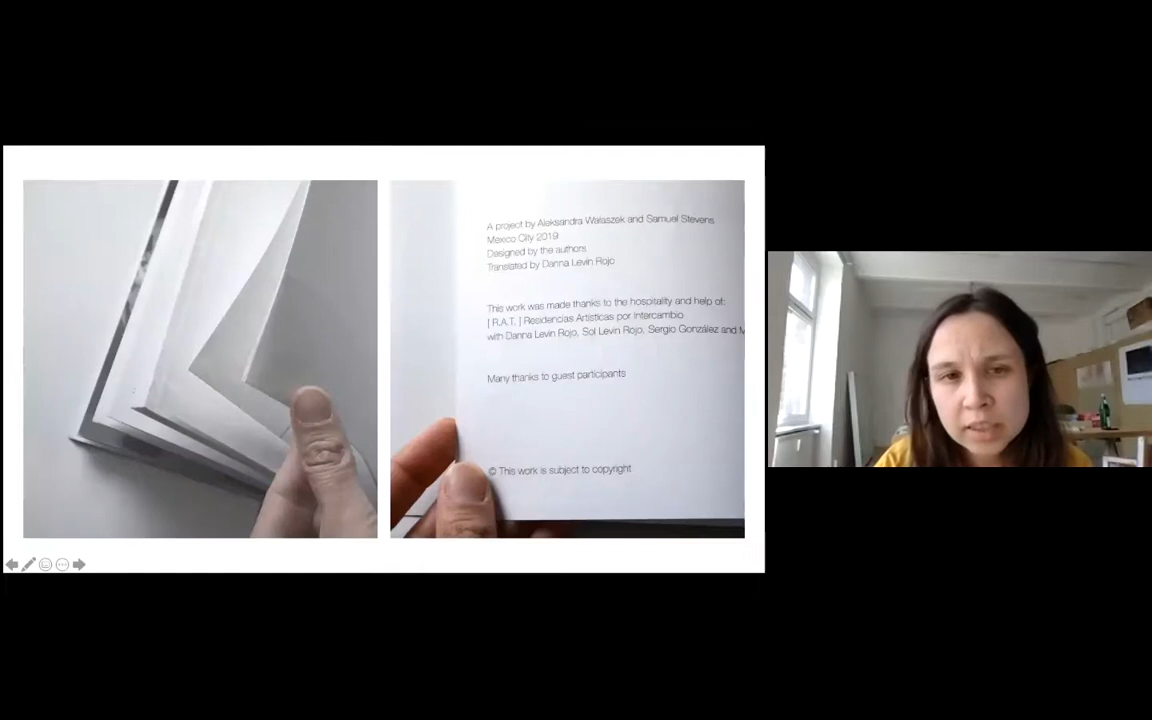 A project by Aleksandra Wałaszek and Samuel Stevens
Mexico City 2019
Designed by the authors
Translated by Danna Levin Rojo
This work was made thanks to the hospitality and help of:
[ R.A.T. ] Residencias Artísticas por Intercambio
with Danna Levin Rojo, Sol Levin Rojo, Sergio González and M
Many thanks to guest participants
© This work is subject to copyright